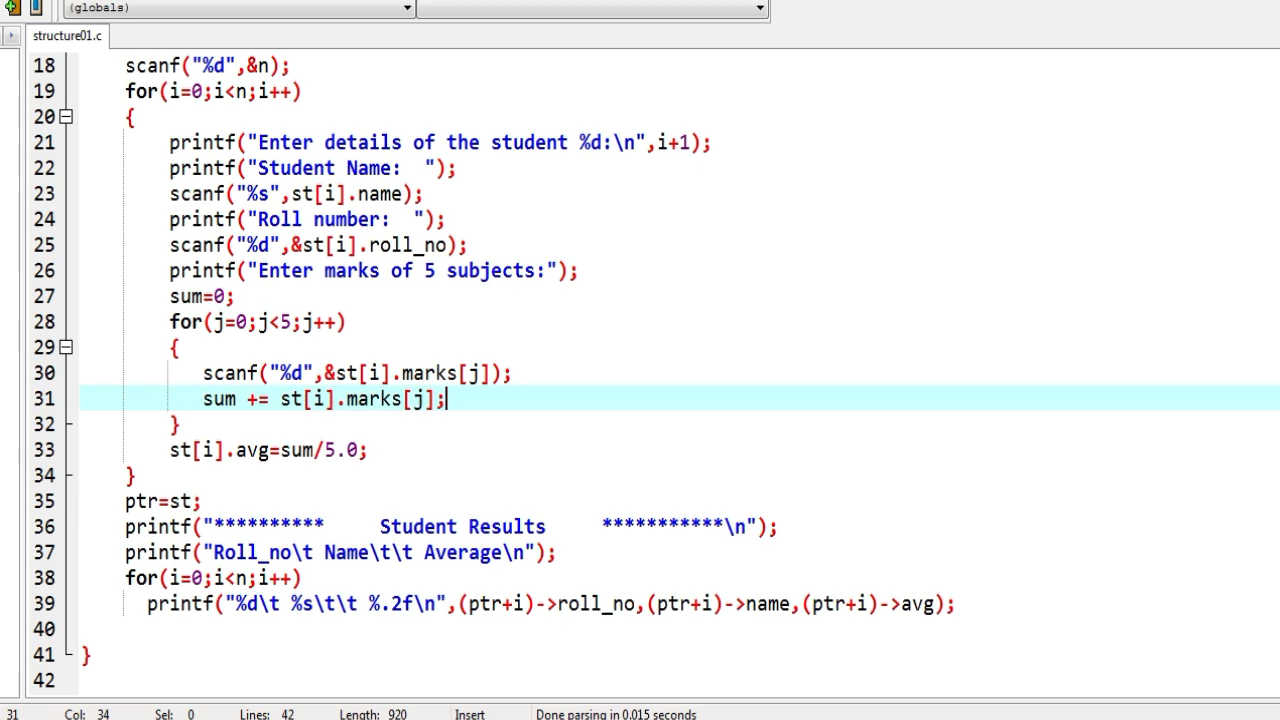 (globals)
structure01.c
18 scanf("%d",&n);
19 for(i=0;i<n;i++)
20 {
21 printf("Enter details of the student %d:\n",i+1);
22 printf("Student Name:  ");
23 scanf("%s",st[i].name);
24 printf("Roll number:  ");
25 scanf("%d",&st[i].roll_no);
26 printf("Enter marks of 5 subjects:");
27 sum=0;
28 for(j=0;j<5;j++)
29 {
30 scanf("%d",&st[i].marks[j]);
31 sum += st[i].marks[j];
32 }
33 st[i].avg=sum/5.0;
34 }
35 ptr=st;
36 printf("**********     Student Results     ***********\n");
37 printf("Roll_no\t Name\t\t Average\n");
38 for(i=0;i<n;i++)
39 printf("%d\t %s\t\t %.2f\n",(ptr+i)->roll_no,(ptr+i)->name,(ptr+i)->avg);
40
41 }
42
31 Col: 34 Sel: 0 Lines: 42 Length: 920 Insert Done parsing in 0.015 seconds